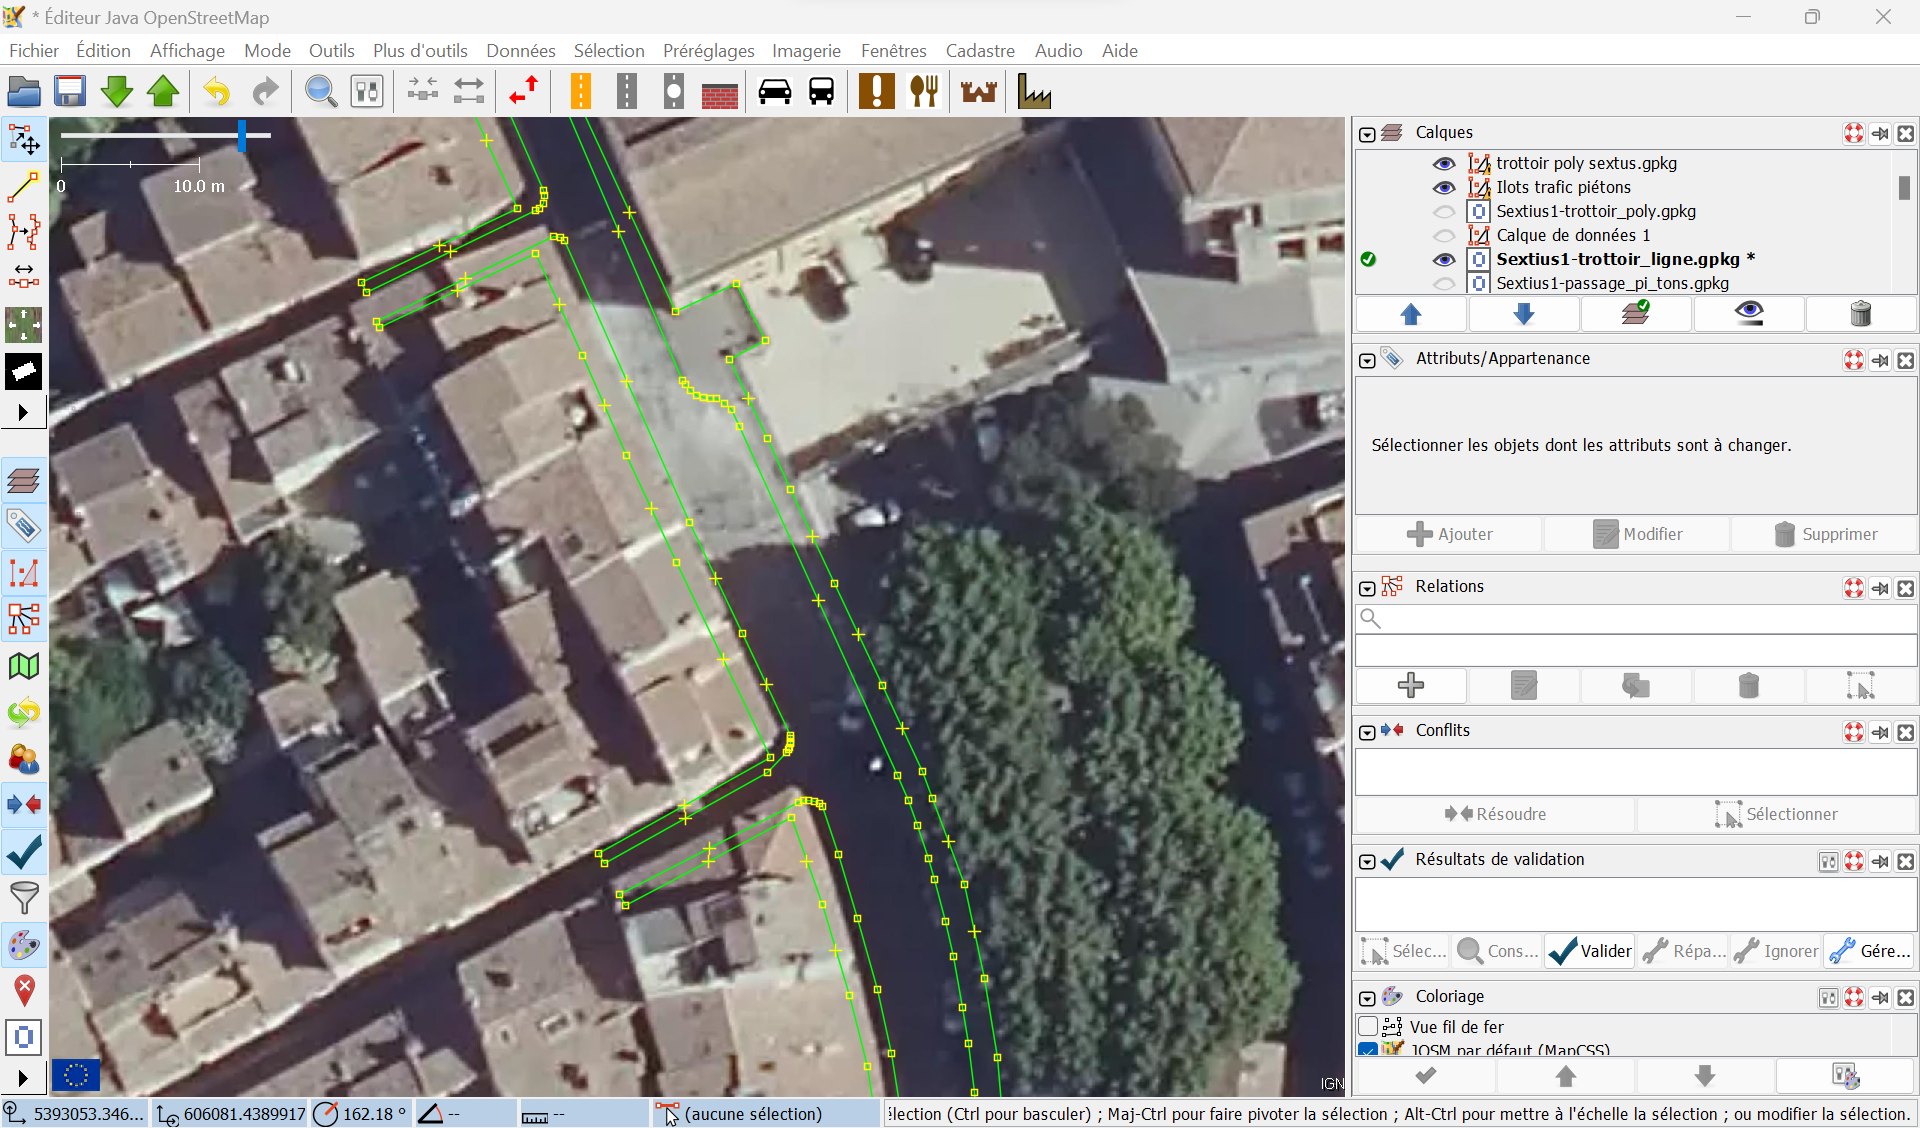 * Éditeur Java OpenStreetMap
Fichier Édition Affichage Mode Outils Plus d'outils Données Sélection Préréglages Imagerie Fenêtres Cadastre Audio Aide
0 10.0 m
Calques
trottoir poly sextus.gpkg
Ilots trafic piétons
Sextius1-trottoir_poly.gpkg
Calque de données 1
Sextius1-trottoir_ligne.gpkg *
Sextius1-passage_pi_tons.gpkg
Attributs/Appartenance
Sélectionner les objets dont les attributs sont à changer.
Ajouter Modifier Supprimer
Relations
Conflits
Résoudre Sélectionner
Résultats de validation
Sélec... Cons... Valider Répa... Ignorer Gére...
Coloriage
Vue fil de fer
JOSM par défaut (MapCSS)
IGN
5393053.346... 606081.4389917 162.18 ° -- -- (aucune sélection) élection (Ctrl pour basculer) ; Maj-Ctrl pour faire pivoter la sélection ; Alt-Ctrl pour mettre à l'échelle la sélection ; ou modifier la sélection.